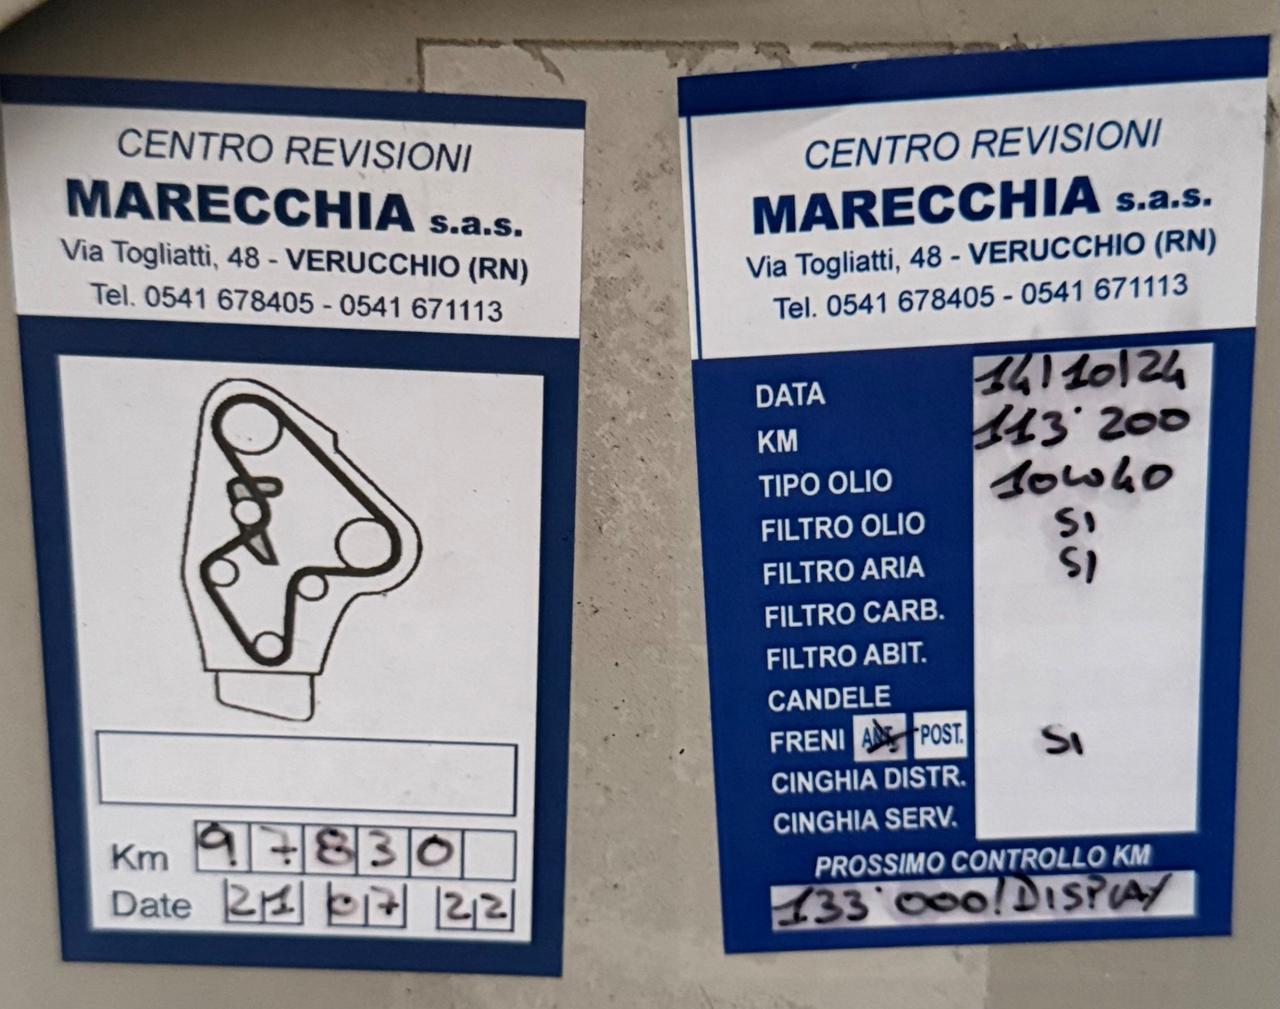 CENTRO REVISIONI
MARECCHIA s.a.s.
Via Togliatti, 48 - VERUCCHIO (RN)
Tel. 0541 678405 - 0541 671113
Km 97830
Date 21 07 22
CENTRO REVISIONI
MARECCHIA s.a.s.
Via Togliatti, 48 - VERUCCHIO (RN)
Tel. 0541 678405 - 0541 671113
DATA 14/10/24
KM 113˙200
TIPO OLIO 10W40
FILTRO OLIO SI
FILTRO ARIA SI
FILTRO CARB.
FILTRO ABIT.
CANDELE
FRENI ANT. POST. SI
CINGHIA DISTR.
CINGHIA SERV.
PROSSIMO CONTROLLO KM
133˙000/DISPLAY